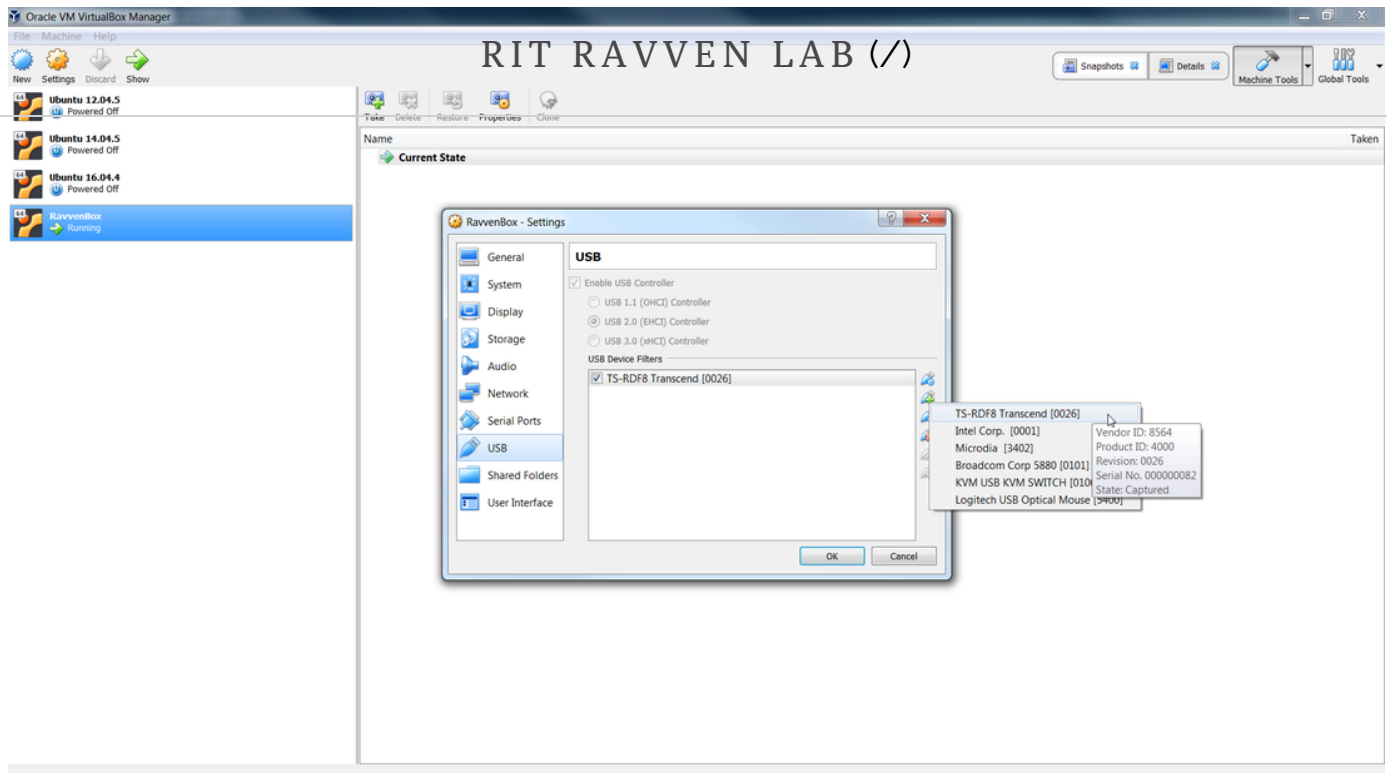 Oracle VM VirtualBox Manager
File Machine Help
RIT RAVVEN LAB (/)
New Settings Discard Show
Snapshots Details Machine Tools Global Tools
Ubuntu 12.04.5
Powered Off
Take Delete Restore Properties Clone
Ubuntu 14.04.5
Powered Off
Name Taken
Current State
Ubuntu 16.04.4
Powered Off
RavvenBox
Running
RavvenBox - Settings
General
System
Display
Storage
Audio
Network
Serial Ports
USB
Shared Folders
User Interface
USB
Enable USB Controller
USB 1.1 (OHCI) Controller
USB 2.0 (EHCI) Controller
USB 3.0 (xHCI) Controller
USB Device Filters
TS-RDF8 Transcend [0026]
OK Cancel
TS-RDF8 Transcend [0026]
Intel Corp. [0001]
Microdia [3402]
Broadcom Corp 5880 [0101]
KVM USB KVM SWITCH
Logitech USB Optical Mouse [5400]
Vendor ID: 8564
Product ID: 4000
Revision: 0026
Serial No. 000000082
State: Captured